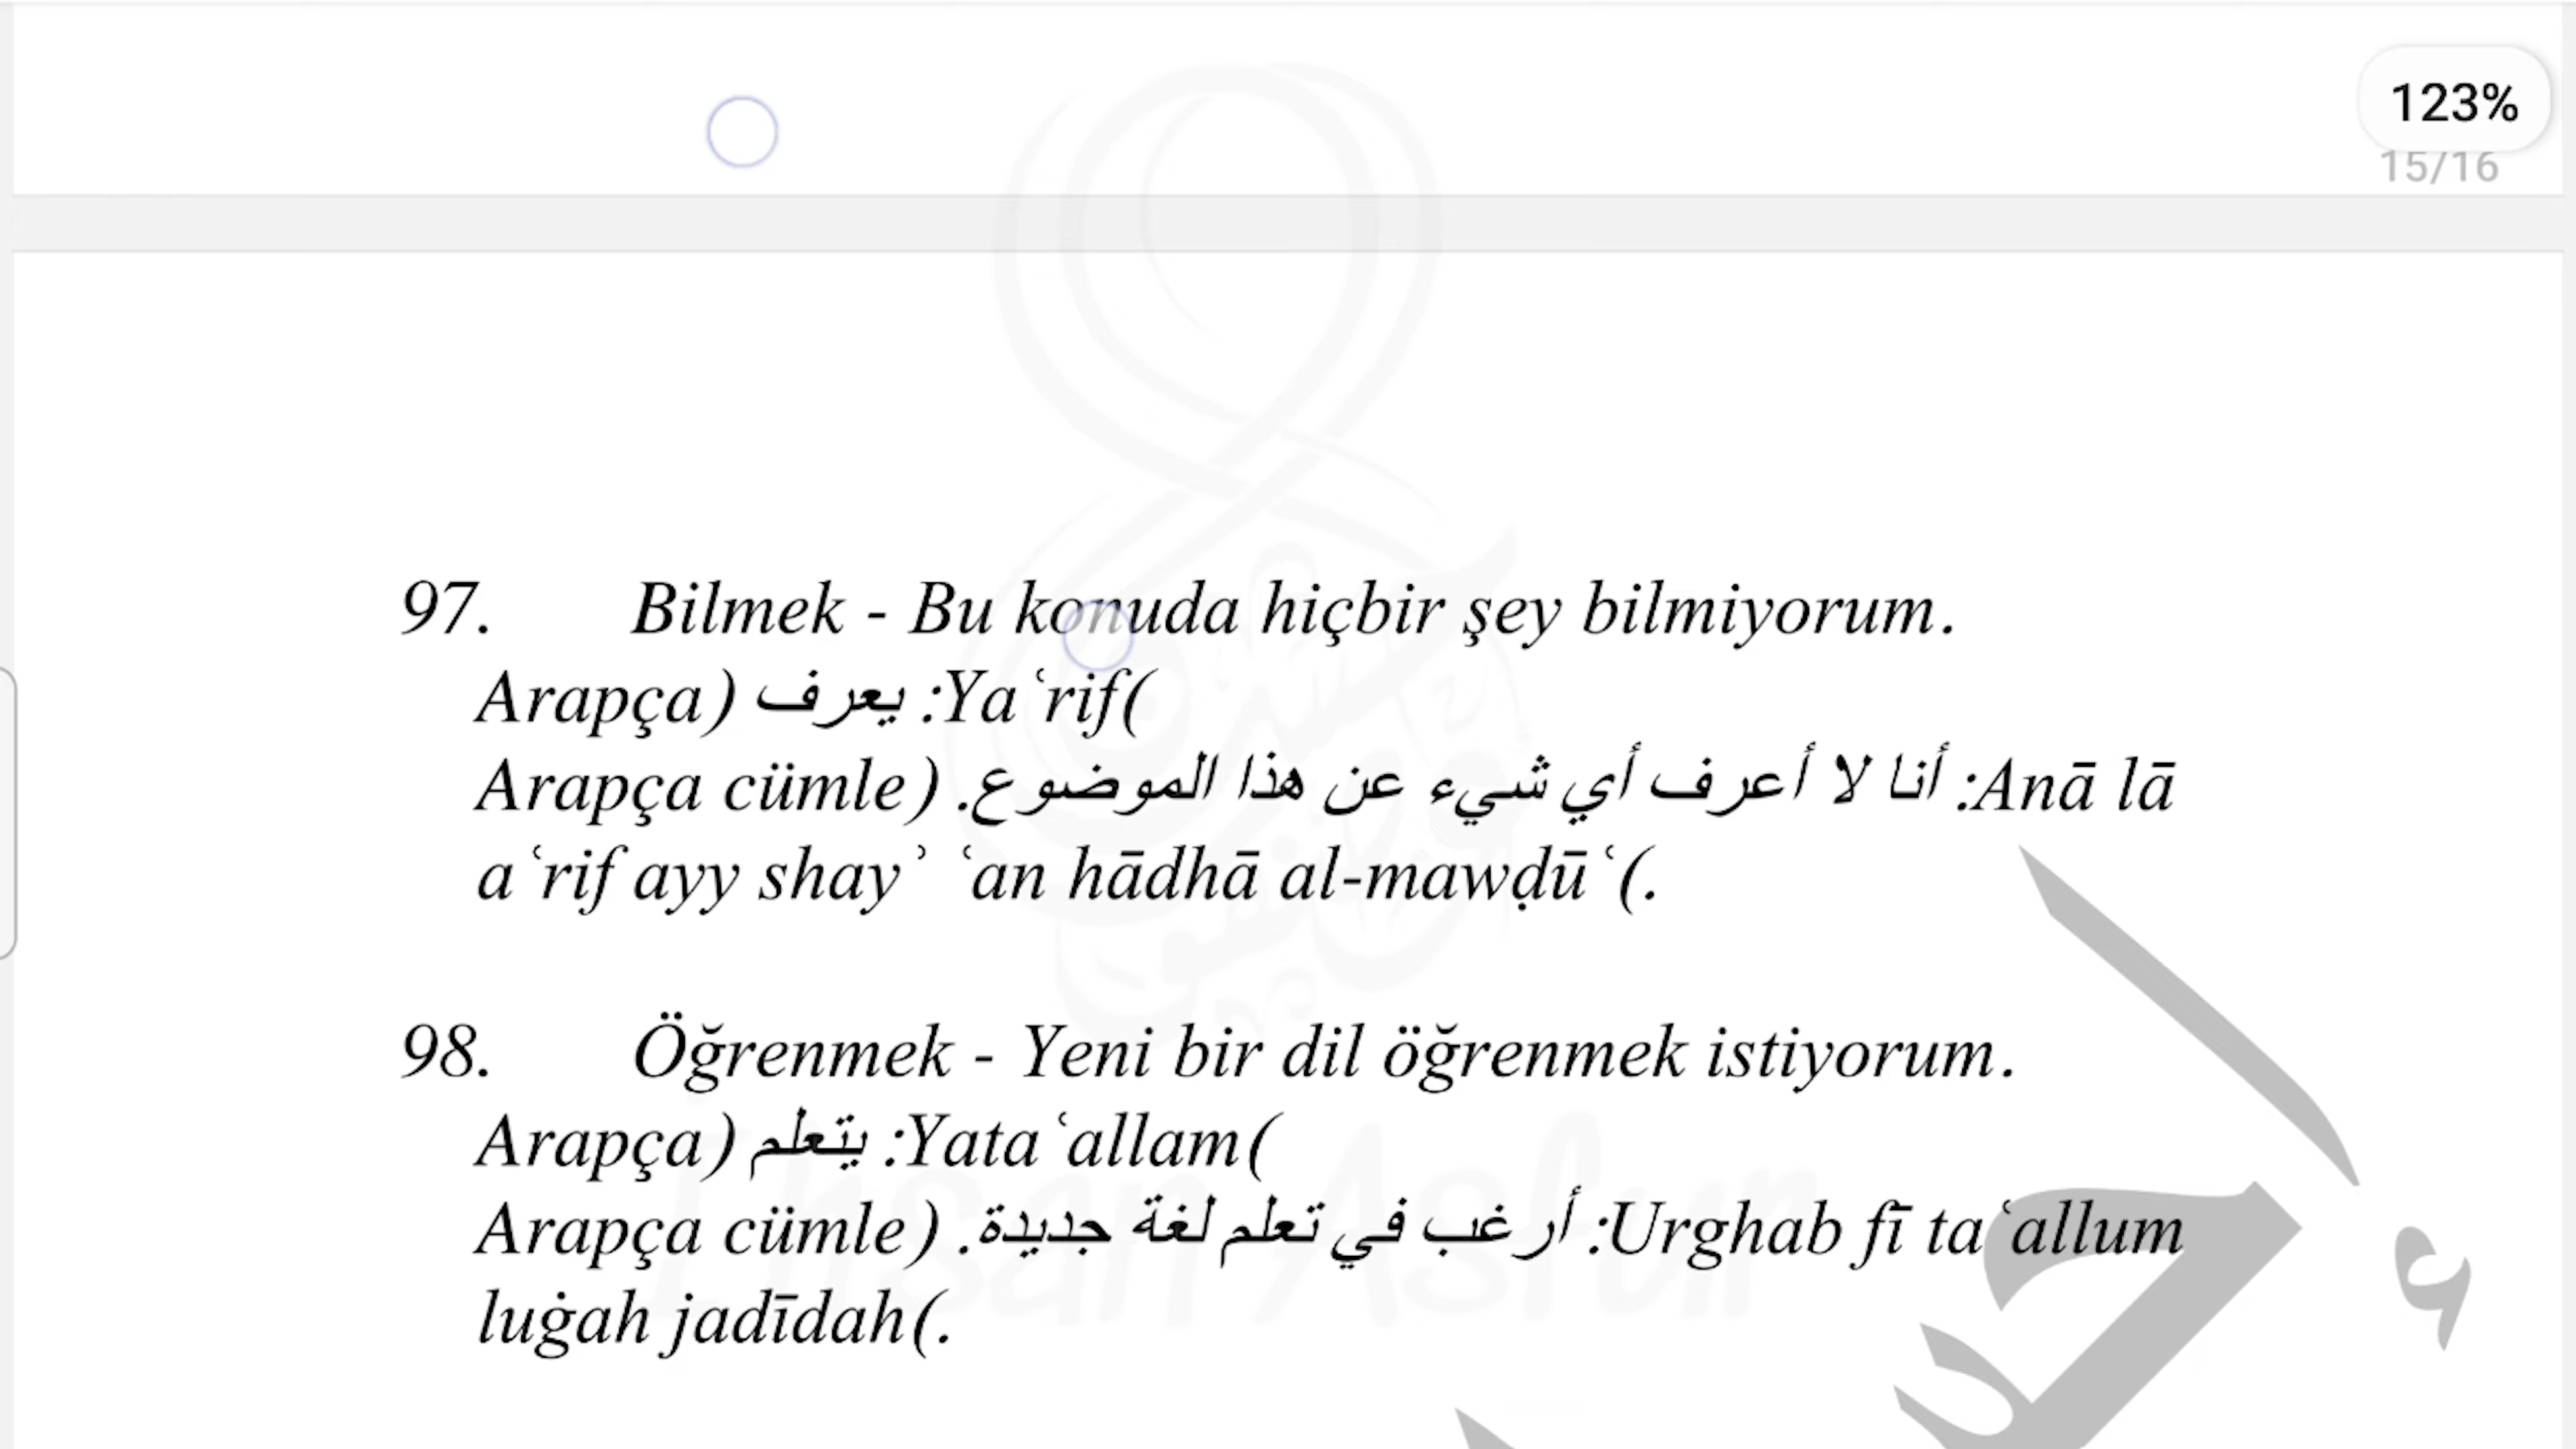 123%
15/16
97. Bilmek - Bu konuda hiçbir şey bilmiyorum.
Arapça) يعرف :Yaʿrif(
Arapça cümle) أنا لا أعرف أي شيء عن هذا الموضوع. :Anā lā
aʿrif ayy shayʾ ʿan hādhā al-mawḍūʿ(.
98. Öğrenmek - Yeni bir dil öğrenmek istiyorum.
Arapça) يتعلم :Yataʿallam(
Arapça cümle) أرغب في تعلم لغة جديدة. :Urghab fī taʿallum
luġah jadīdah(.
Ihsan Asfur